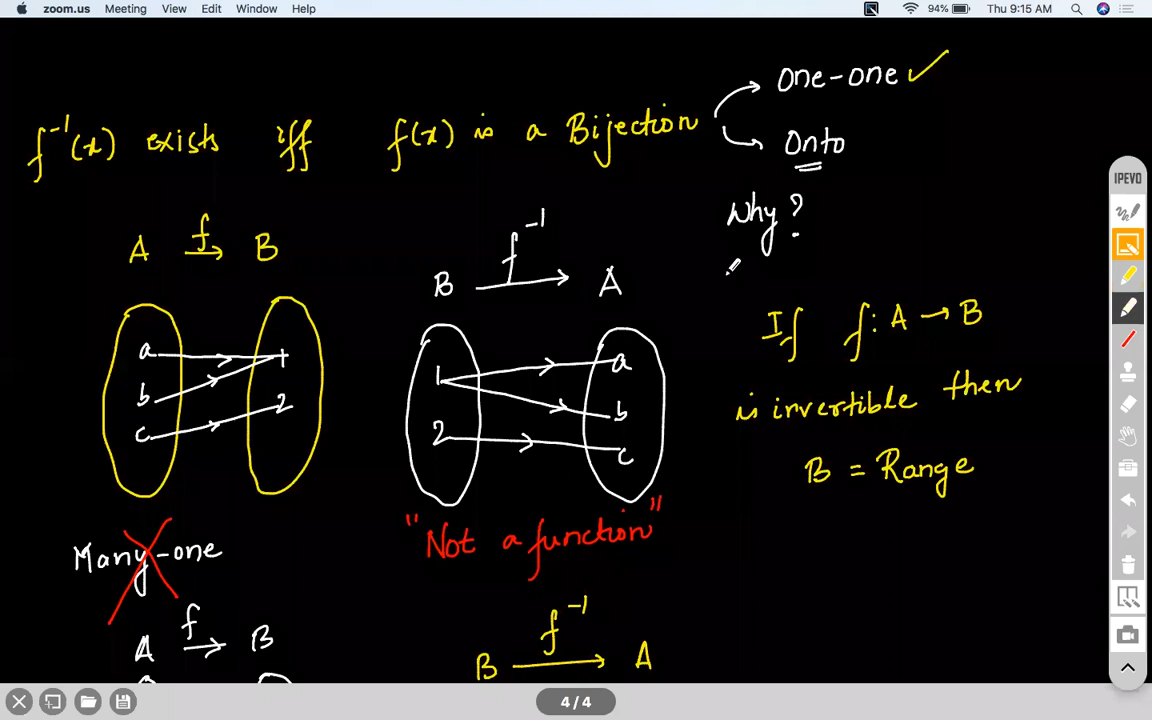 zoom.us Meeting View Edit Window Help 94% Thu 9:15 AM
One-one ✓
f⁻¹(x) exists iff f(x) is a Bijection
Onto
Why?
A f→ B
B f⁻¹→ A
If f: A → B
is invertible then
B = Range
a 1
b 2
c
1 a
2 b
c
"Not a function"
Many-one
A f→ B
B f⁻¹→ A
IPEVO
4/4